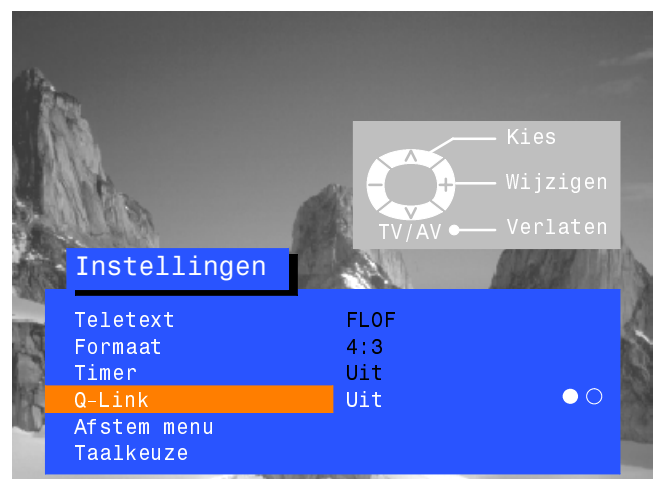 Kies
Wijzigen
TV/AV Verlaten
Instellingen
Teletext FLOF
Formaat 4:3
Timer Uit
Q-Link Uit
Afstem menu
Taalkeuze